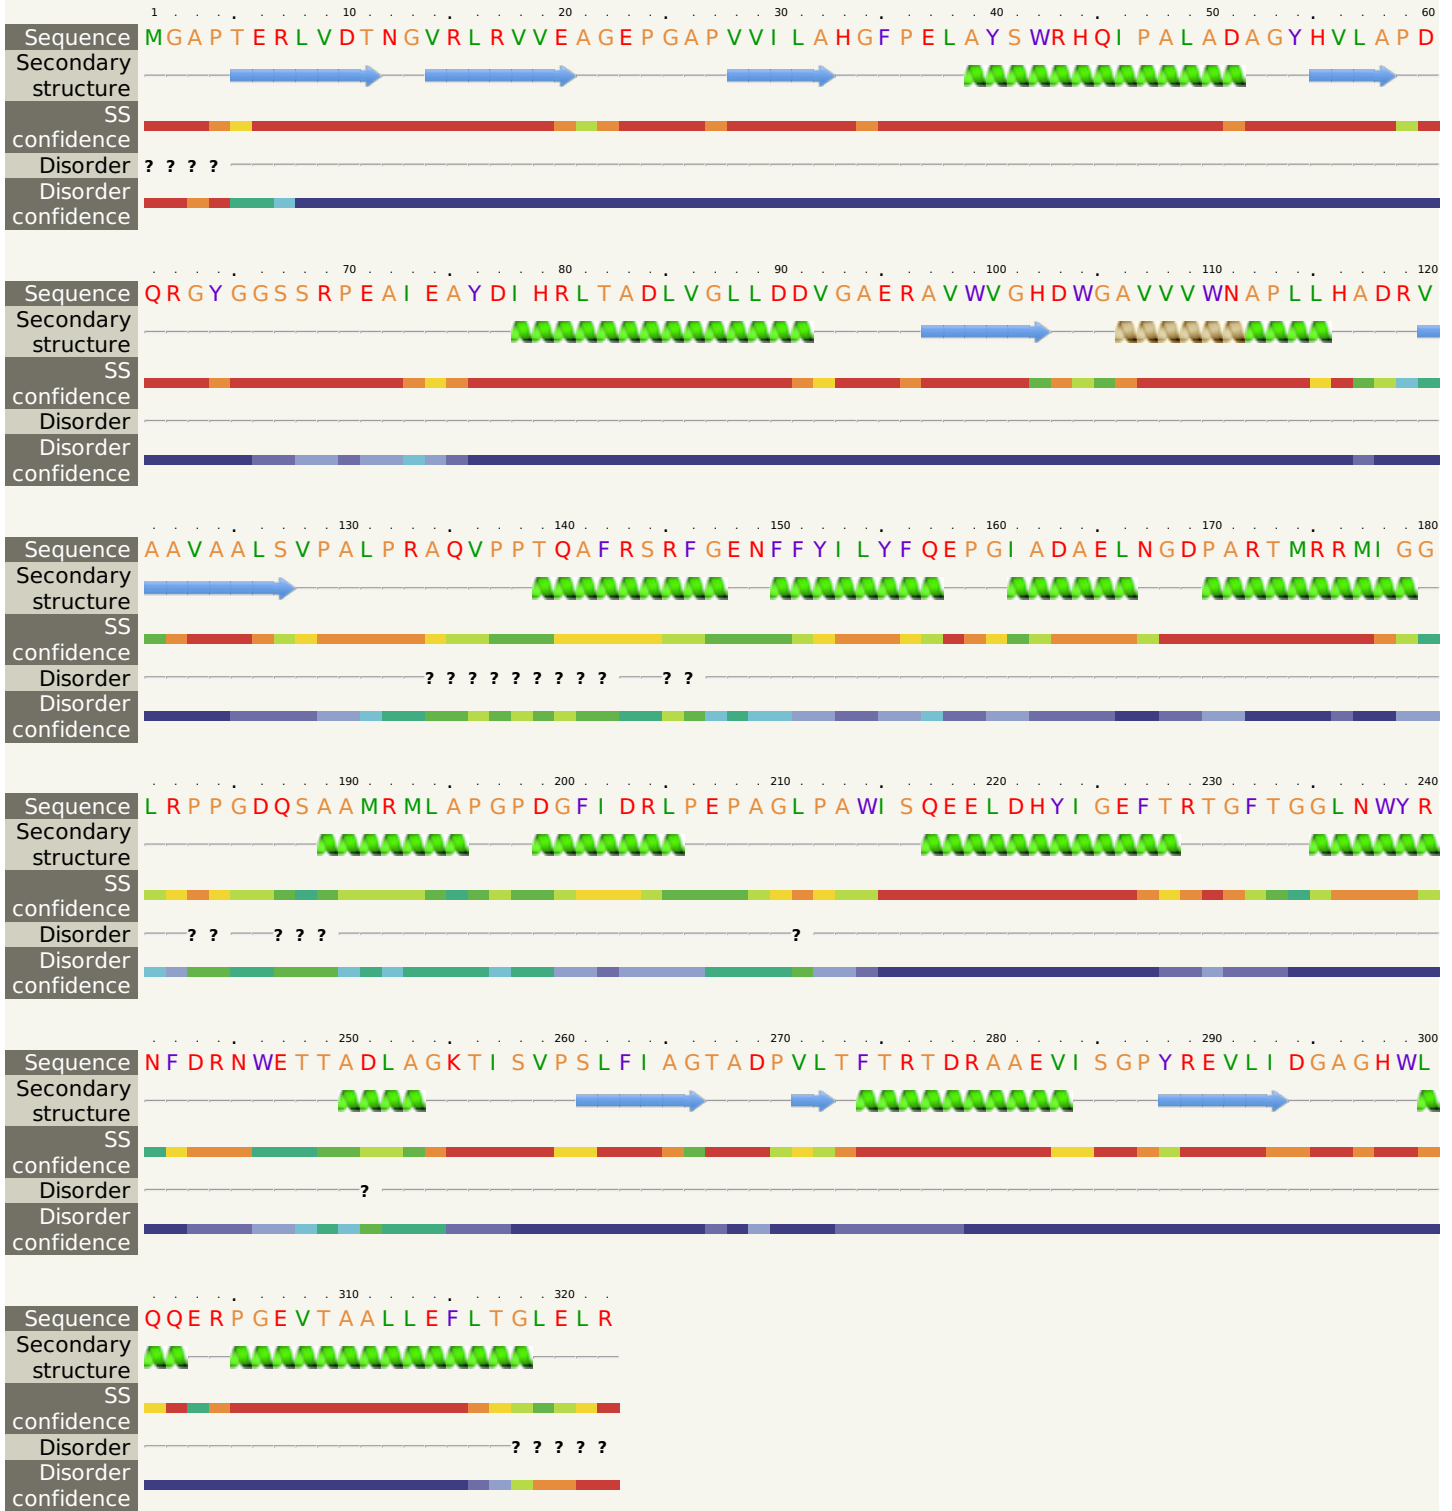 1 10 20 30 40 50 60
Sequence MGAPTERLVDTNGVRLRVVEAGEPGAPVVILAHGFPELAYSWRHQIPALADAGYHVLAPD
Secondary
structure
SS
confidence
Disorder ? ? ? ?
Disorder
confidence
70 80 90 100 110 120
Sequence QRGYGGSSRPEAIEAYDIHRLTADLVGLLDDVGAERAVWVGHDWGAVVVWNAPLLHADRV
Secondary
structure
SS
confidence
Disorder
Disorder
confidence
130 140 150 160 170 180
Sequence AAVAALSVPALPRAQVPPTQAFRSRFGENFFYILYFQEPGIADAELNGDPARTMRRMIGG
Secondary
structure
SS
confidence
Disorder ? ? ? ? ? ? ? ? ? ? ?
Disorder
confidence
190 200 210 220 230 240
Sequence LRPPGDQSAAMRMLAPGPDGFIDRLPEPAGLPAWISQEELDHYIGEFTRTGFTGGLNWYR
Secondary
structure
SS
confidence
Disorder ? ? ? ? ? ?
Disorder
confidence
250 260 270 280 290 300
Sequence NFDRNWETTADLAGKTISVPSLFIAGTADPVLTFTRTDRAAEVISGPYREVLIDGAGHWL
Secondary
structure
SS
confidence
Disorder ?
Disorder
confidence
310 320
Sequence QQERPGEVTAALLEFLTGLELR
Secondary
structure
SS
confidence
Disorder ? ? ? ? ?
Disorder
confidence